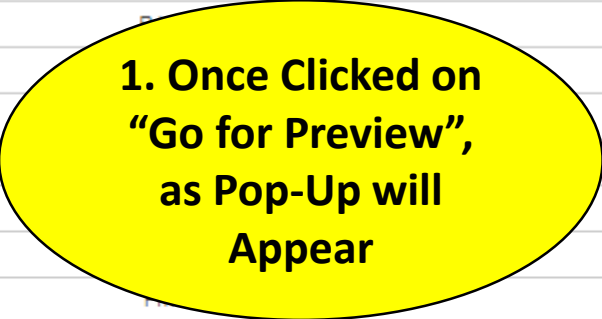 1. Once Clicked on
“Go for Preview”,
as Pop-Up will
Appear